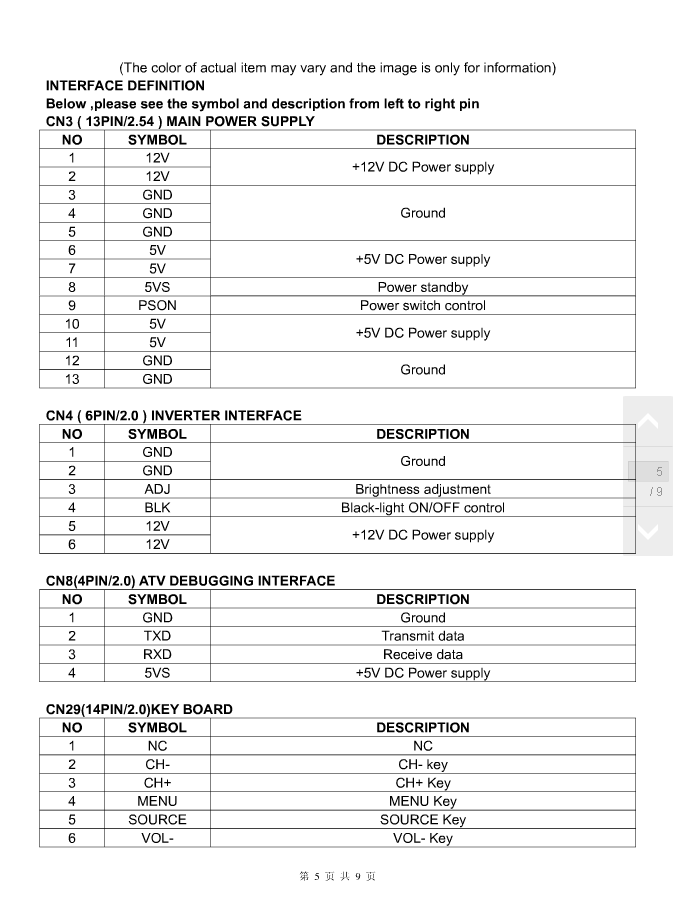 (The color of actual item may vary and the image is only for information)
INTERFACE DEFINITION
Below ,please see the symbol and description from left to right pin
CN3 ( 13PIN/2.54 ) MAIN POWER SUPPLY
NO SYMBOL DESCRIPTION
1 12V +12V DC Power supply
2 12V
3 GND
4 GND Ground
5 GND
6 5V +5V DC Power supply
7 5V
8 5VS Power standby
9 PSON Power switch control
10 5V +5V DC Power supply
11 5V
12 GND Ground
13 GND
CN4 ( 6PIN/2.0 ) INVERTER INTERFACE
NO SYMBOL DESCRIPTION
1 GND Ground
2 GND
3 ADJ Brightness adjustment
4 BLK Black-light ON/OFF control
5 12V +12V DC Power supply
6 12V
5
/ 9
CN8(4PIN/2.0) ATV DEBUGGING INTERFACE
NO SYMBOL DESCRIPTION
1 GND Ground
2 TXD Transmit data
3 RXD Receive data
4 5VS +5V DC Power supply
CN29(14PIN/2.0)KEY BOARD
NO SYMBOL DESCRIPTION
1 NC NC
2 CH- CH- key
3 CH+ CH+ Key
4 MENU MENU Key
5 SOURCE SOURCE Key
6 VOL- VOL- Key
第 5 页 共 9 页